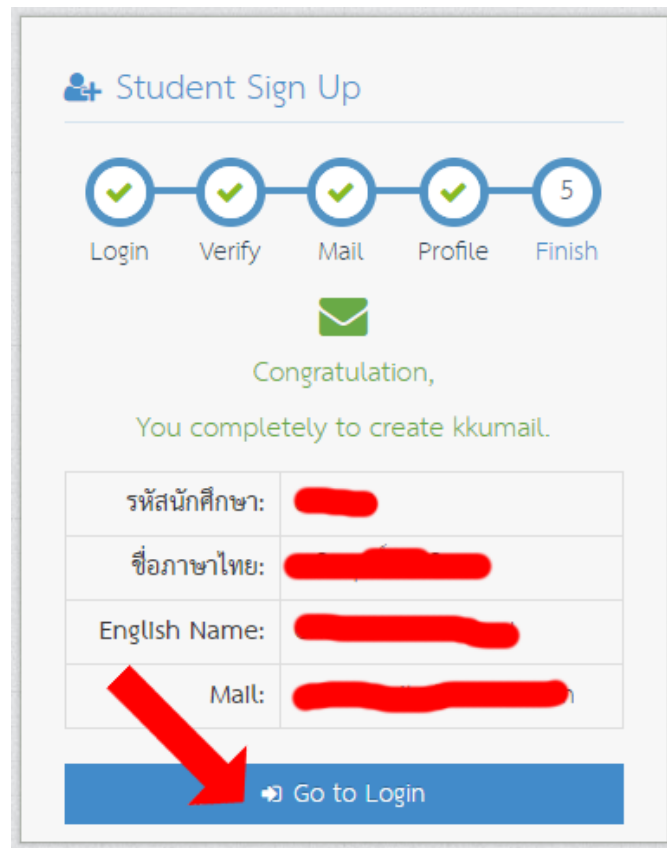 Student Sign Up
5
Login Verify Mail Profile Finish
Congratulation,
You completely to create kkumail.
รหัสนักศึกษา:
ชื่อภาษาไทย:
English Name:
Mail:
Go to Login